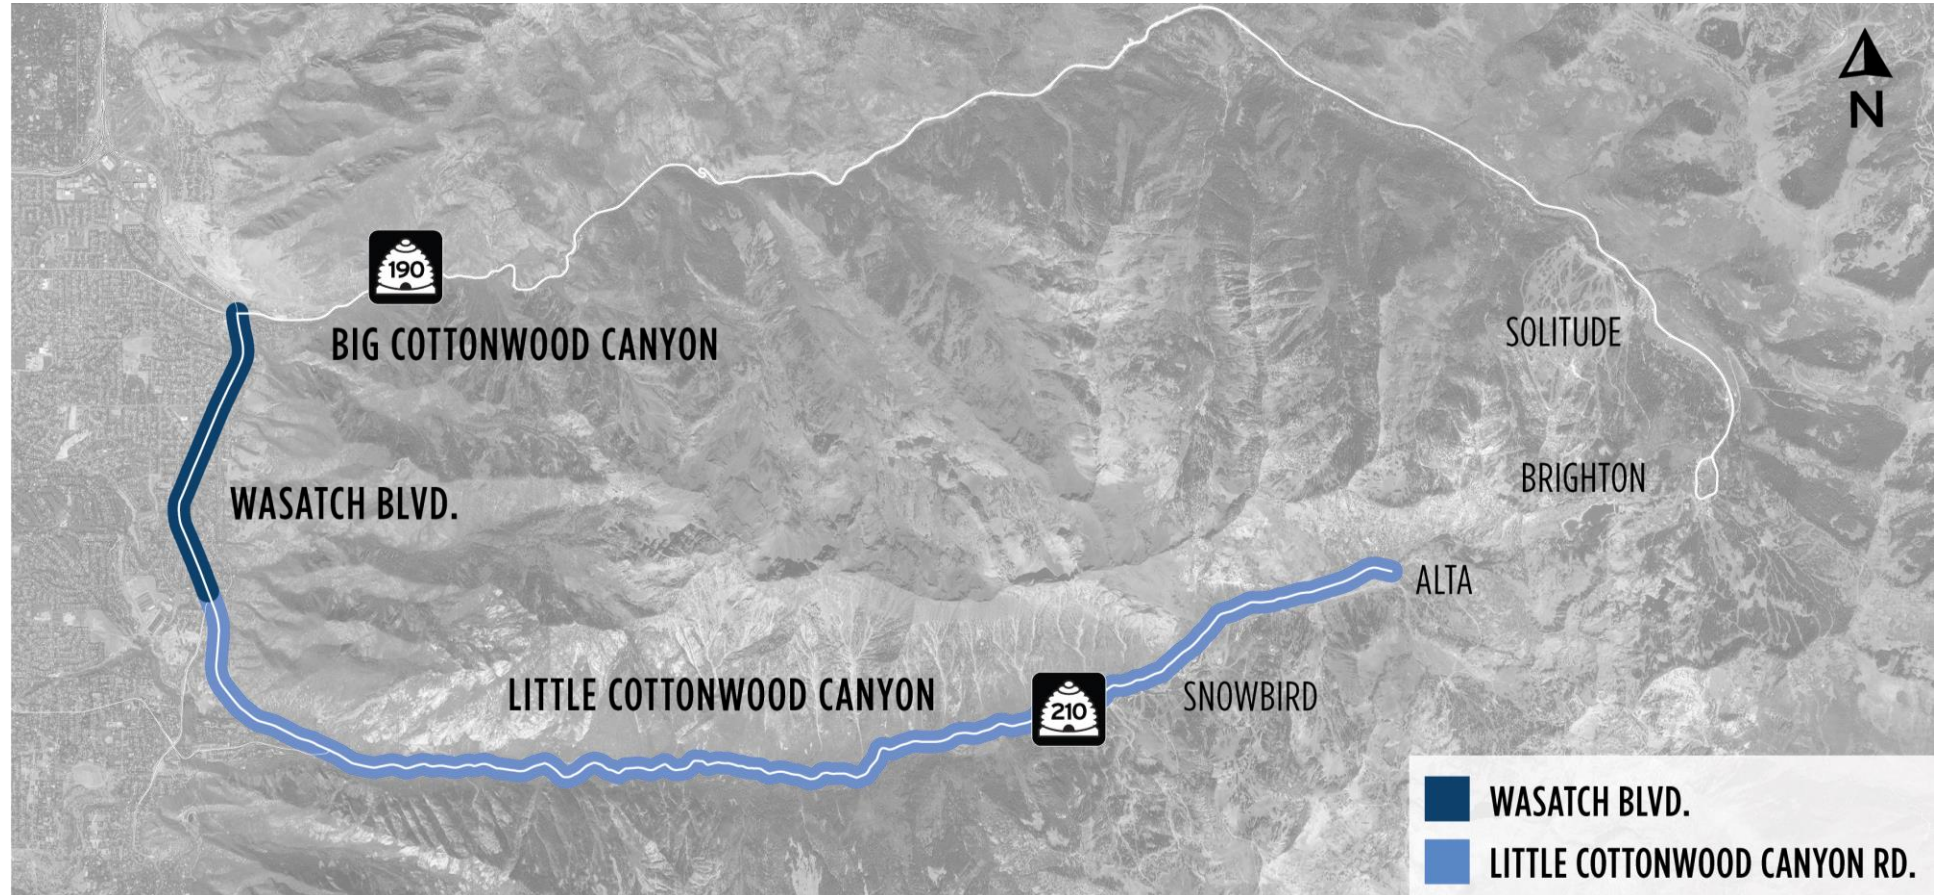 N
190
BIG COTTONWOOD CANYON
SOLITUDE
BRIGHTON
WASATCH BLVD.
ALTA
LITTLE COTTONWOOD CANYON
210
SNOWBIRD
WASATCH BLVD.
LITTLE COTTONWOOD CANYON RD.